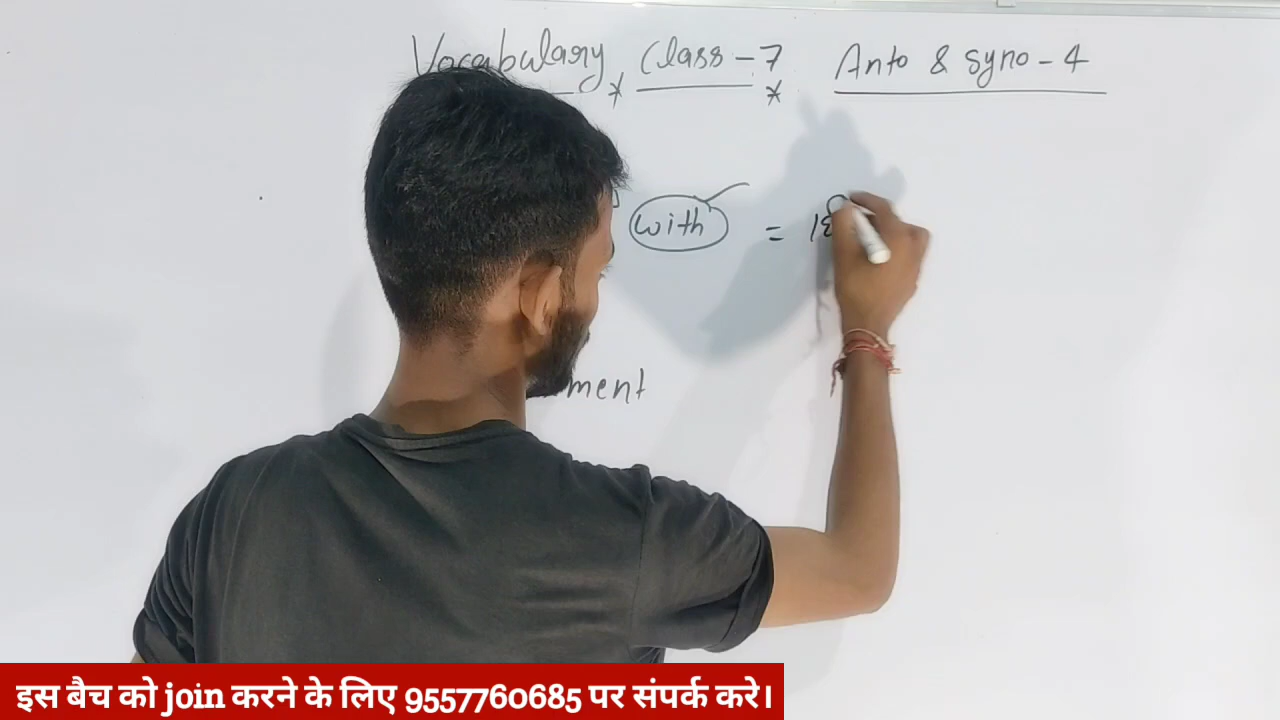 Vocabulary Class - 7 Anto & Syno - 4
with =
ment
इस बैच को join करने के लिए 9557760685 पर संपर्क करे।